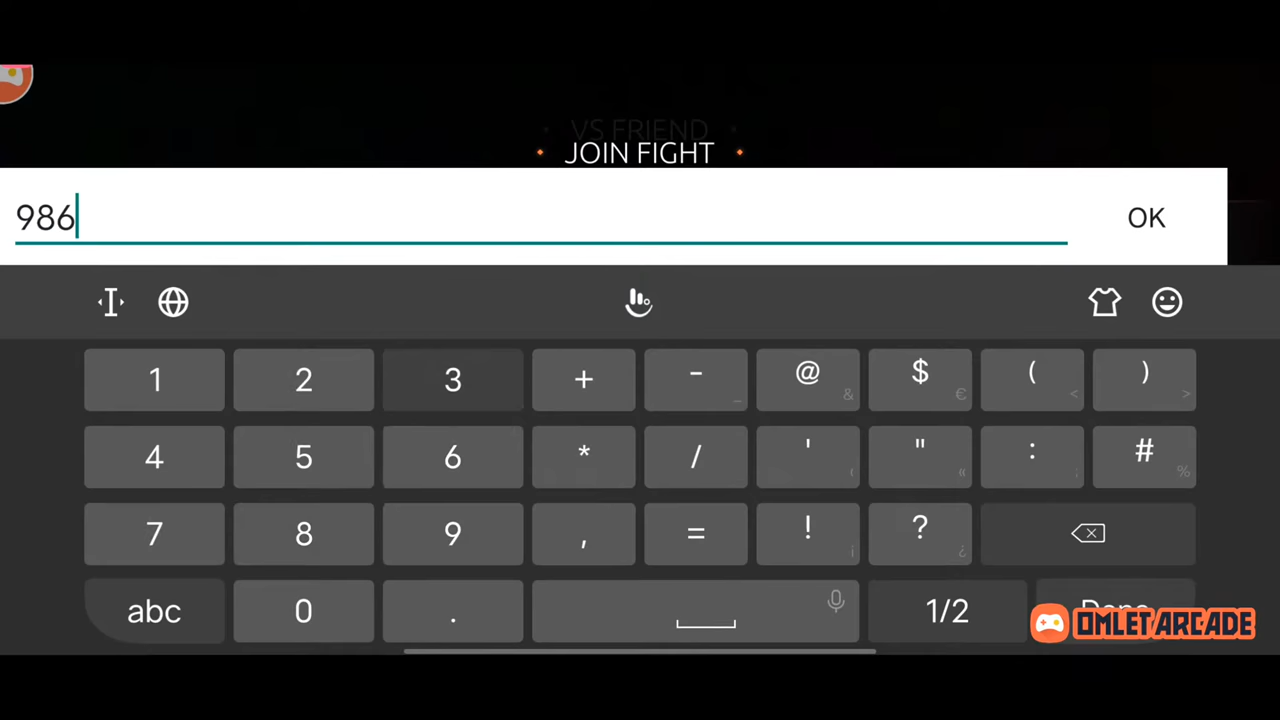 VS FRIEND
JOIN FIGHT
986
OK
1 2 3 + - _ @ & $ € ( < ) >
4 5 6 * / ' " « : ; # %
7 8 9 , = ! ¡ ? ¿
abc 0 . 1/2 Done
OMLET ARCADE